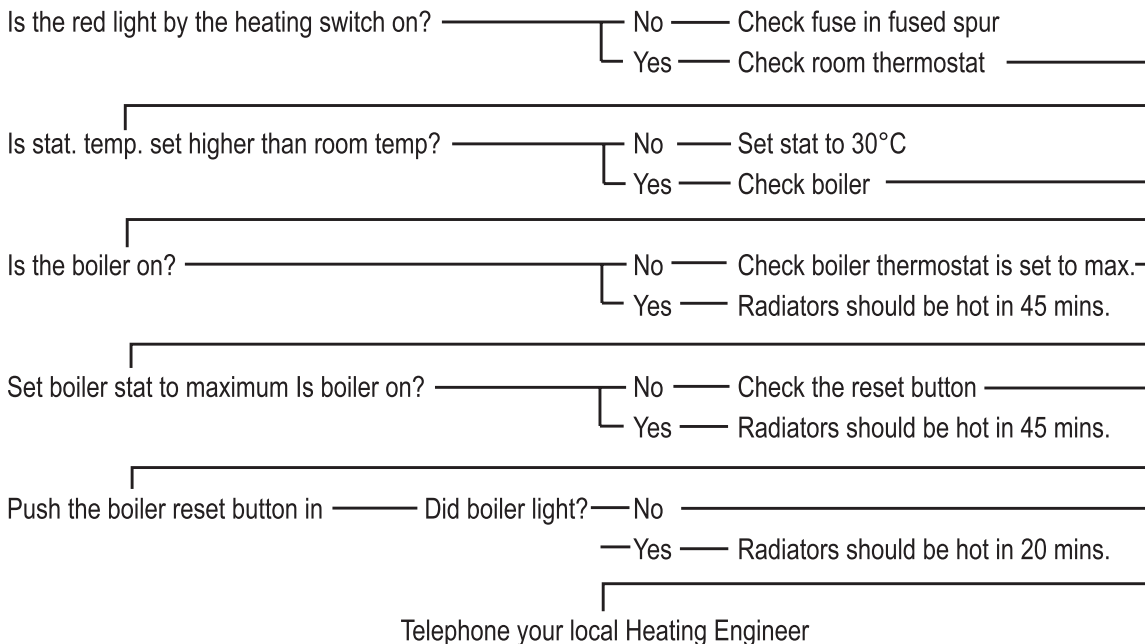 Is the red light by the heating switch on? No Check fuse in fused spur
Yes Check room thermostat
Is stat. temp. set higher than room temp? No Set stat to 30°C
Yes Check boiler
Is the boiler on? No Check boiler thermostat is set to max.
Yes Radiators should be hot in 45 mins.
Set boiler stat to maximum Is boiler on? No Check the reset button
Yes Radiators should be hot in 45 mins.
Push the boiler reset button in Did boiler light? No
Yes Radiators should be hot in 20 mins.
Telephone your local Heating Engineer